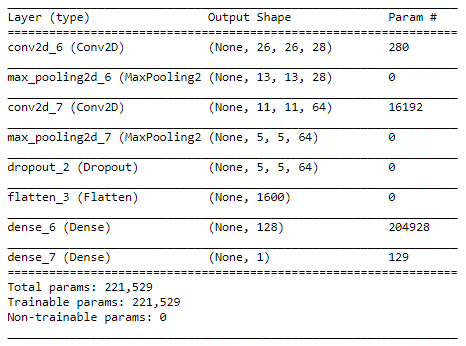 Layer (type) Output Shape Param #
conv2d_6 (Conv2D) (None, 26, 26, 28) 280
max_pooling2d_6 (MaxPooling2 (None, 13, 13, 28) 0
conv2d_7 (Conv2D) (None, 11, 11, 64) 16192
max_pooling2d_7 (MaxPooling2 (None, 5, 5, 64) 0
dropout_2 (Dropout) (None, 5, 5, 64) 0
flatten_3 (Flatten) (None, 1600) 0
dense_6 (Dense) (None, 128) 204928
dense_7 (Dense) (None, 1) 129
Total params: 221,529
Trainable params: 221,529
Non-trainable params: 0